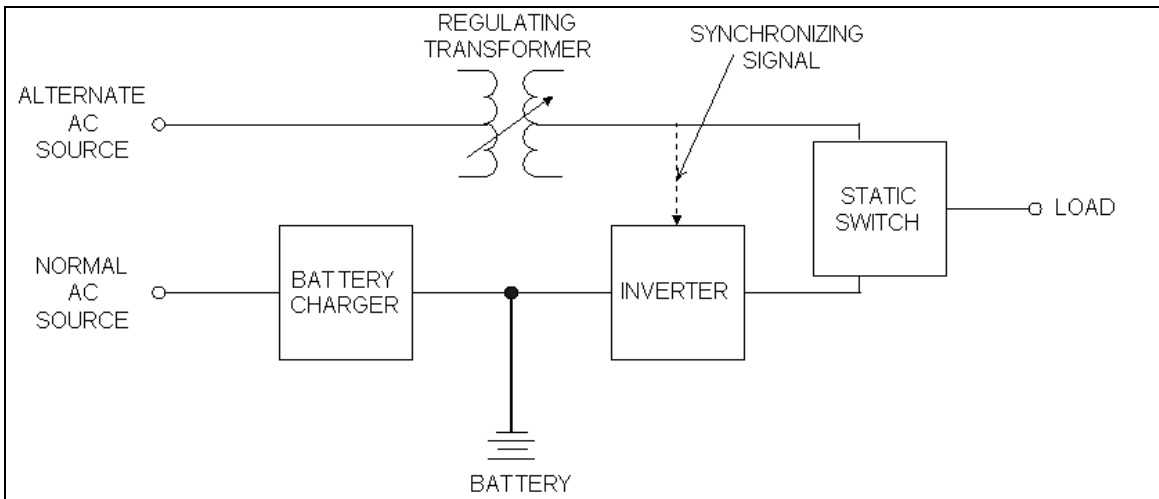 REGULATING
TRANSFORMER
SYNCHRONIZING
SIGNAL
ALTERNATE
AC
SOURCE
STATIC
SWITCH
LOAD
NORMAL
AC
SOURCE
BATTERY
CHARGER
INVERTER
BATTERY